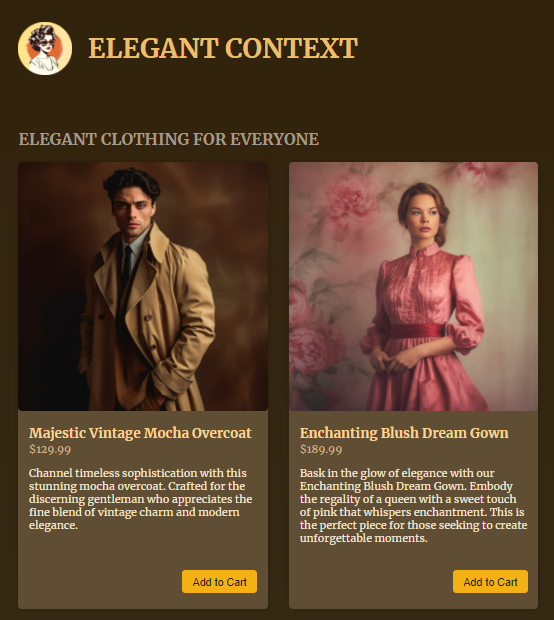 ELEGANT CONTEXT
ELEGANT CLOTHING FOR EVERYONE
Majestic Vintage Mocha Overcoat
$129.99
Channel timeless sophistication with this
stunning mocha overcoat. Crafted for the
discerning gentleman who appreciates the
fine blend of vintage charm and modern
elegance.
Add to Cart
Enchanting Blush Dream Gown
$189.99
Bask in the glow of elegance with our
Enchanting Blush Dream Gown. Embody
the regality of a queen with a sweet touch
of pink that whispers enchantment. This is
the perfect piece for those seeking to create
unforgettable moments.
Add to Cart